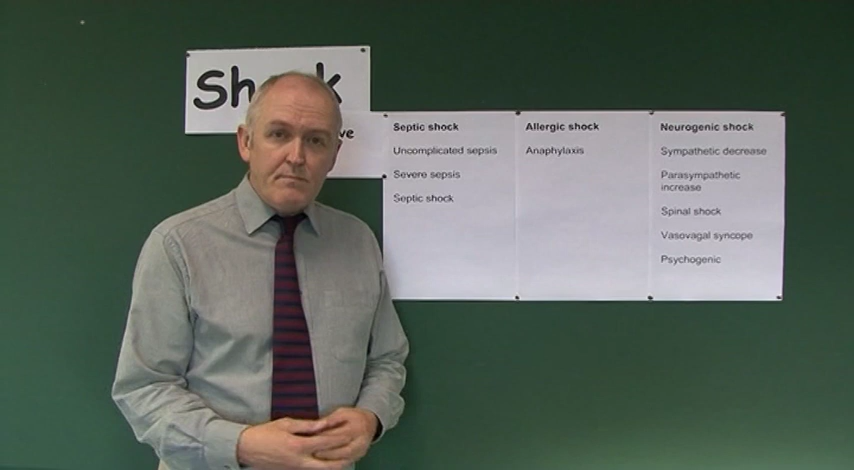 Septic shock
Uncomplicated sepsis
Severe sepsis
Septic shock
Allergic shock
Anaphylaxis
Neurogenic shock
Sympathetic decrease
Parasympathetic
increase
Spinal shock
Vasovagal syncope
Psychogenic